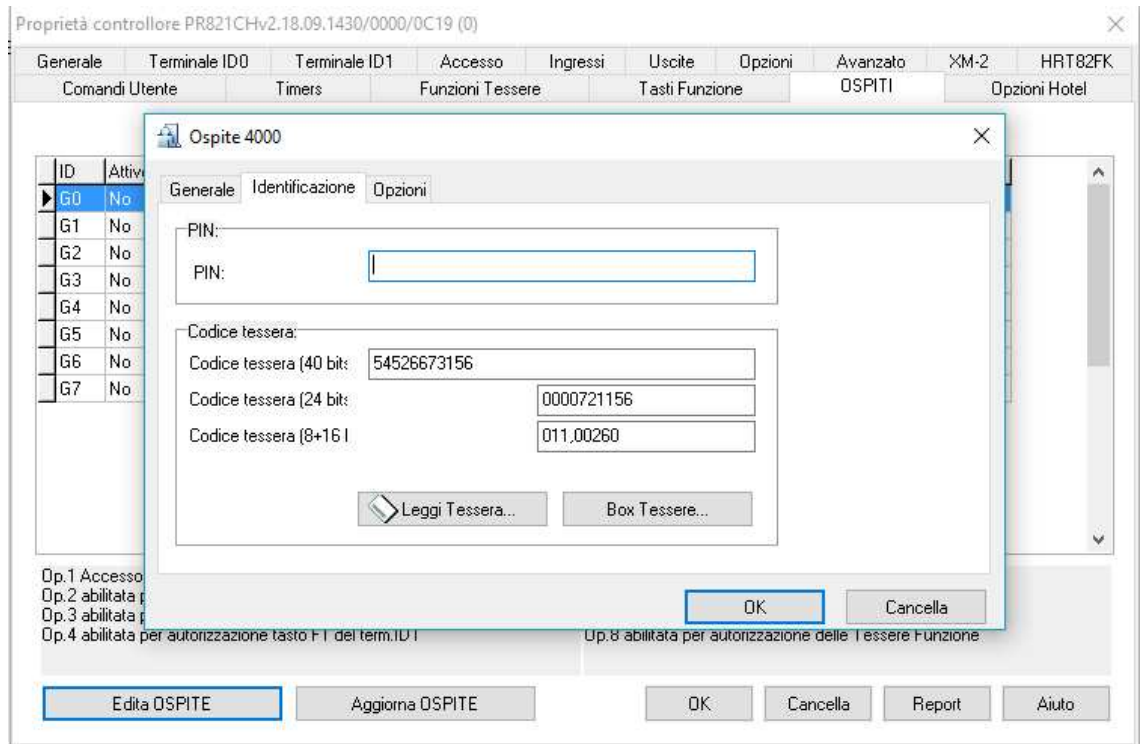 Proprietà controllore PR821CHv2.18.09.1430/0000/0C19 (0)
Generale Terminale ID0 Terminale ID1 Accesso Ingressi Uscite Opzioni Avanzato XM-2 HRT82FK
Comandi Utente Timers Funzioni Tessere Tasti Funzione OSPITI Opzioni Hotel
Ospite 4000
Generale Identificazione Opzioni
PIN:
PIN:
Codice tessera:
Codice tessera (40 bits 54526673156
Codice tessera (24 bits 0000721156
Codice tessera (8+16 011,00260
Leggi Tessera... Box Tessere...
OK Cancella
ID
G0 No
G1 No
G2 No
G3 No
G4 No
G5 No
G6 No
G7 No
Op.1 Accesso
Op.2 abilitata
Op.3 abilitata
Op.4 abilitata per autorizzazione tasto F1 del term.ID1
Op.8 abilitata per autorizzazione delle Tessere Funzione
Edita OSPITE Aggiorna OSPITE OK Cancella Report Aiuto